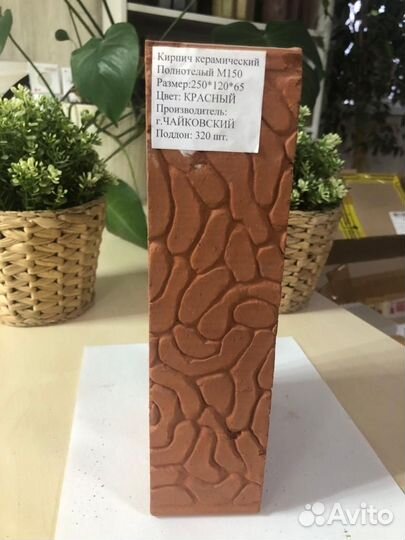 Кирпич керамический
Полнотелый М150
Размер:250*120*65
Цвет: КРАСНЫЙ
Производитель:
г.ЧАЙКОВСКИЙ
Поддон: 320 шт.
Avito